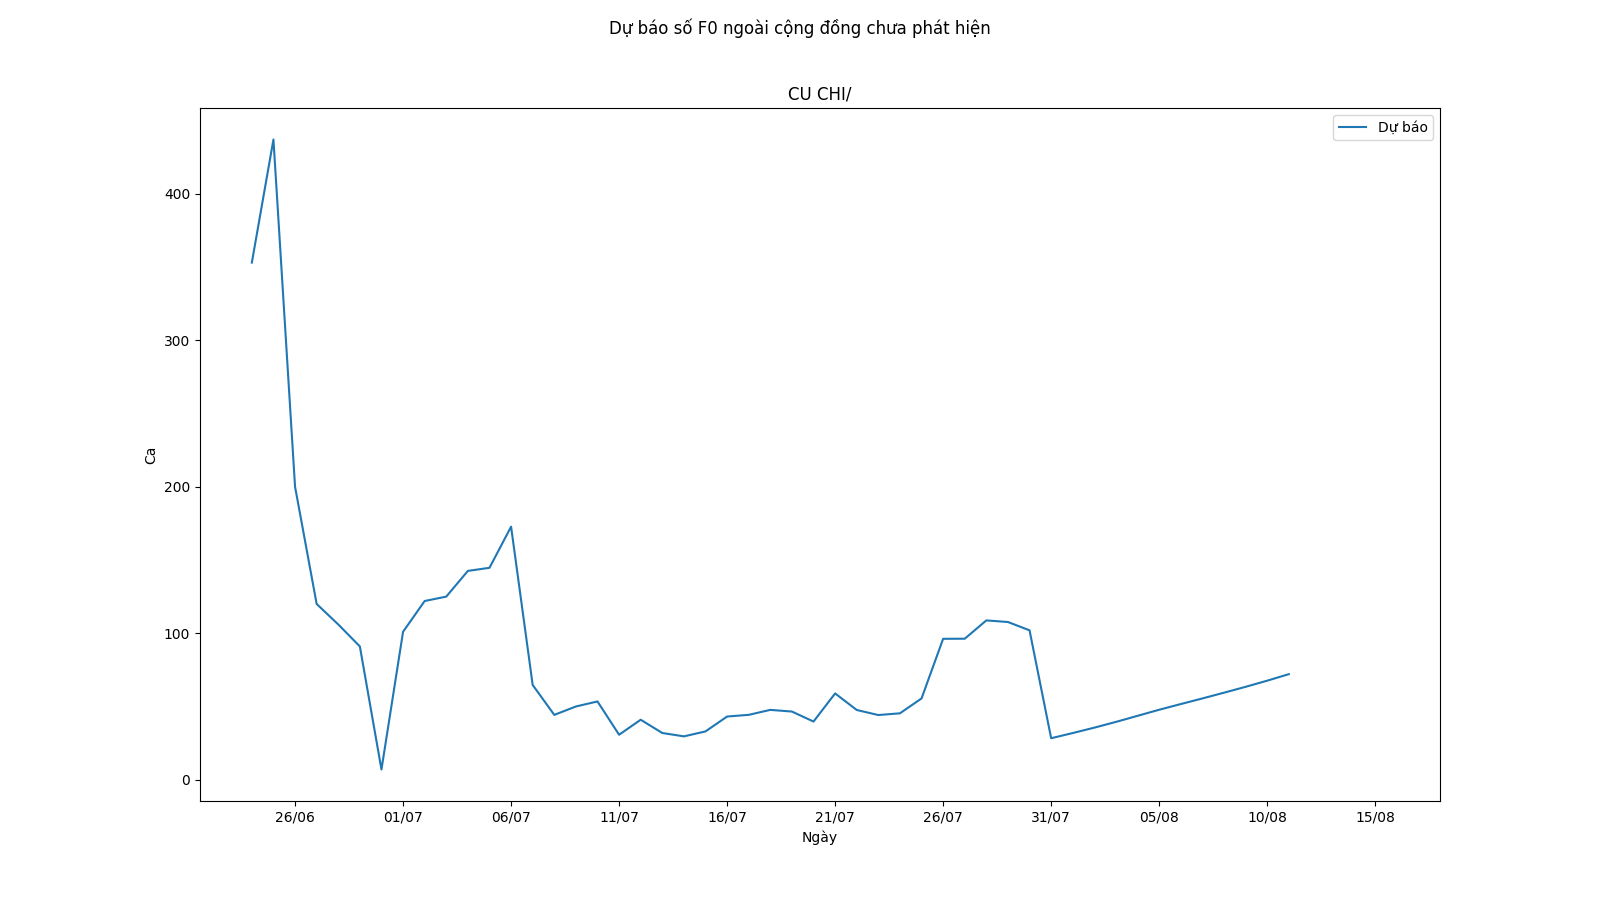 Dự báo số F0 ngoài cộng đồng chưa phát hiện
CU CHI/
Dự báo
400
300
200
100
0
Ca
26/06 01/07 06/07 11/07 16/07 21/07 26/07 31/07 05/08 10/08 15/08
Ngày